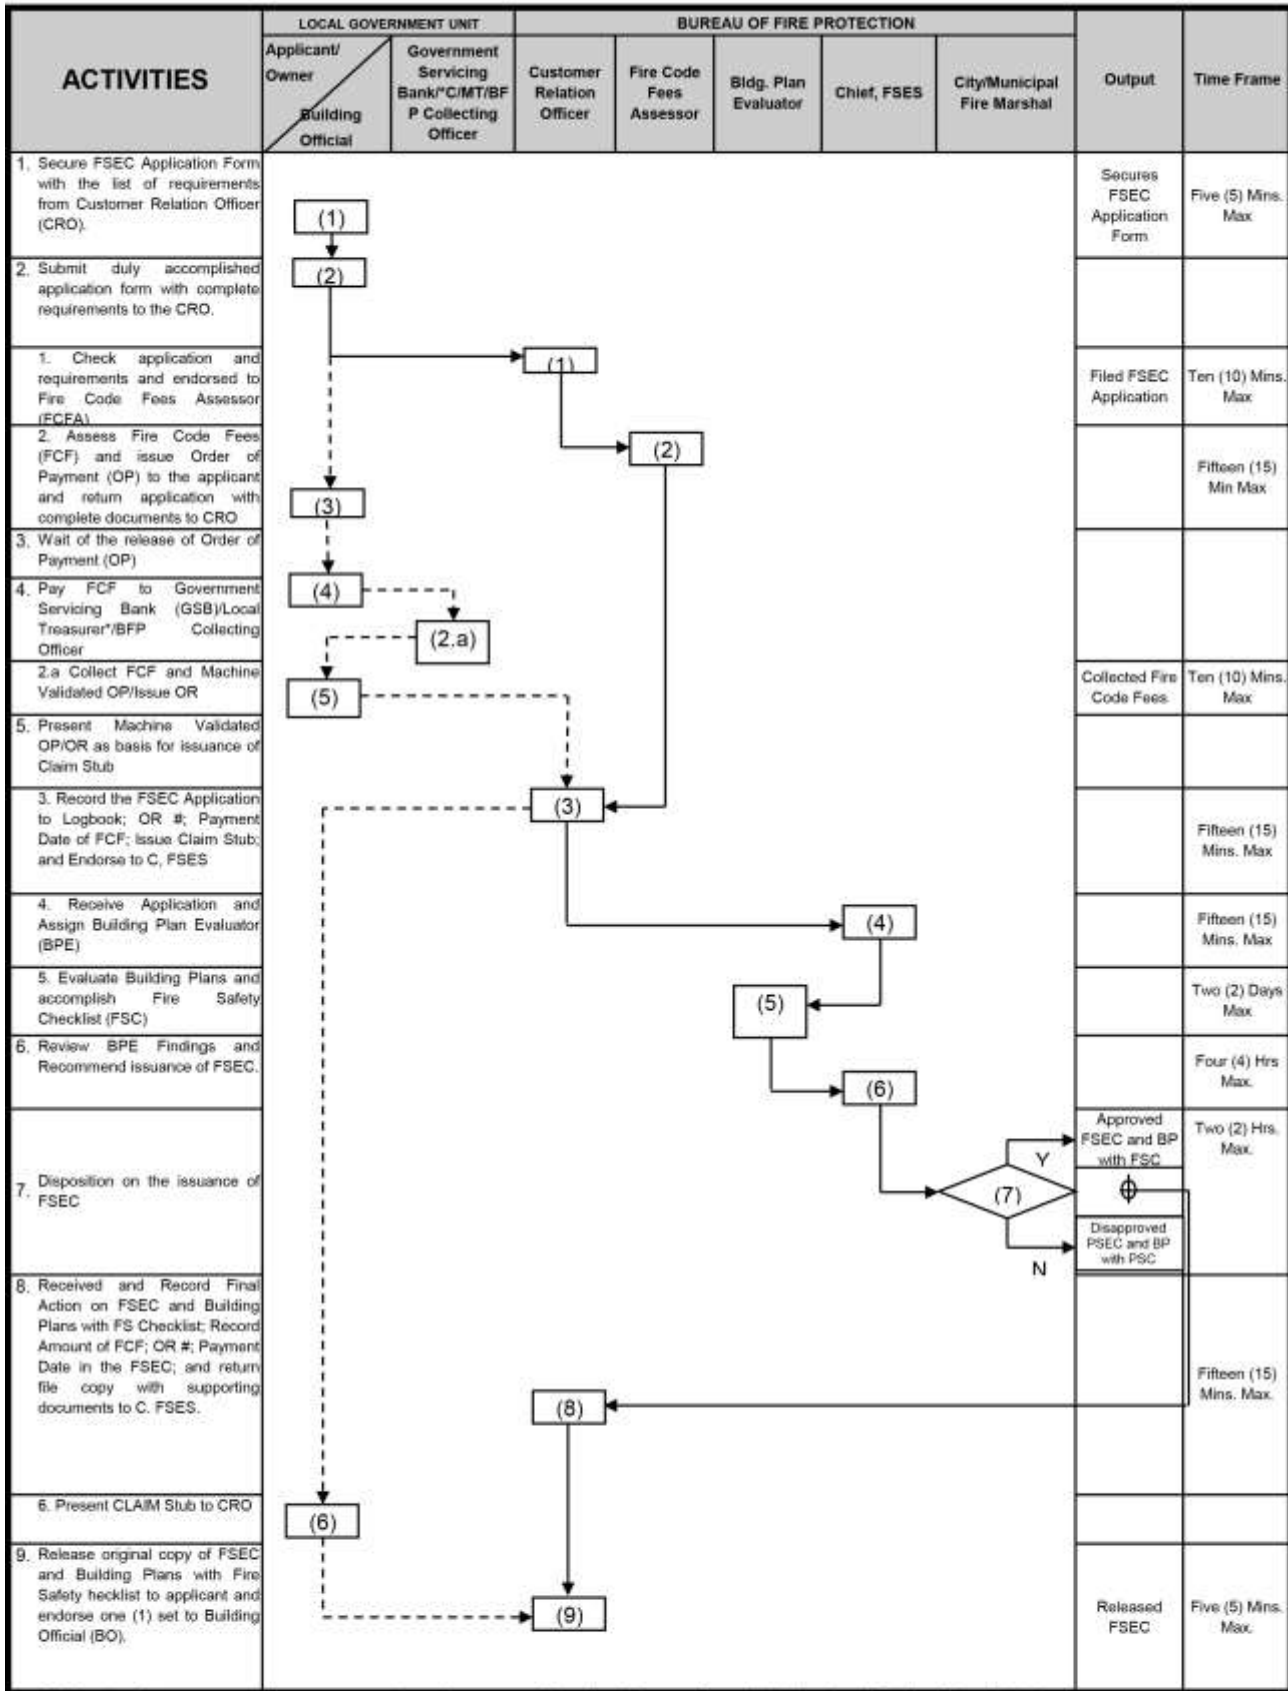 LOCAL GOVERNMENT UNIT
BUREAU OF FIRE PROTECTION
ACTIVITIES
Applicant/
Owner
Building
Official
Government
Servicing
Bank/*C/MT/BF
P Collecting
Officer
Customer
Relation
Officer
Fire Code
Fees
Assessor
Bldg. Plan
Evaluator
Chief, FSES
City/Municipal
Fire Marshal
Output
Time Frame
1. Secure FSEC Application Form
with the list of requirements
from Customer Relation Officer
(CRO).
(1)
Secures
FSEC
Application
Form
Five (5) Mins.
Max
2. Submit duly accomplished
application form with complete
requirements to the CRO.
(2)
1. Check application and
requirements and endorsed to
Fire Code Fees Assessor
(FCFA)
(1)
Filed FSEC
Application
Ten (10) Mins.
Max
2. Assess Fire Code Fees
(FCF) and issue Order of
Payment (OP) to the applicant
and return application with
complete documents to CRO
(2)
(3)
Fifteen (15)
Min Max
3. Wait of the release of Order of
Payment (OP)
4. Pay FCF to Government
Servicing Bank (GSB)/Local
Treasurer*/BFP Collecting
Officer
(4)
(2.a)
2.a Collect FCF and Machine
Validated OP/Issue OR
(5)
Collected Fire
Code Fees
Ten (10) Mins.
Max
5. Present Machine Validated
OP/OR as basis for issuance of
Claim Stub
3. Record the FSEC Application
to Logbook; OR #; Payment
Date of FCF; Issue Claim Stub;
and Endorse to C, FSES
(3)
Fifteen (15)
Mins. Max
4. Receive Application and
Assign Building Plan Evaluator
(BPE)
(4)
Fifteen (15)
Mins. Max
5. Evaluate Building Plans and
accomplish Fire Safety
Checklist (FSC)
(5)
Two (2) Days
Max
6. Review BPE Findings and
Recommend issuance of FSEC.
(6)
Four (4) Hrs
Max.
7. Disposition on the issuance of
FSEC
(7)
Y
N
Approved
FSEC and BP
with FSC
Disapproved
PSEC and BP
with PSC
Two (2) Hrs.
Max.
8. Received and Record Final
Action on FSEC and Building
Plans with FS Checklist; Record
Amount of FCF; OR #; Payment
Date in the FSEC; and return
file copy with supporting
documents to C. FSES.
(8)
Fifteen (15)
Mins. Max.
6. Present CLAIM Stub to CRO
(6)
9. Release original copy of FSEC
and Building Plans with Fire
Safety hecklist to applicant and
endorse one (1) set to Building
Official (BO).
(9)
Released
FSEC
Five (5) Mins.
Max.